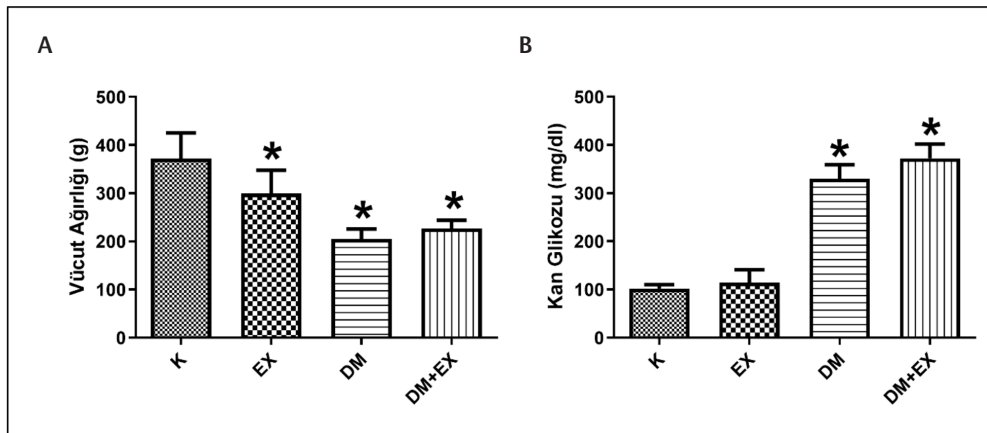 A
Vücut Ağırlığı (g)
500
400
300
200
100
0
*
*
*
K
EX
DM
DM+EX
B
Kan Glikozu (mg/dl)
500
400
300
200
100
0
*
*
K
EX
DM
DM+EX